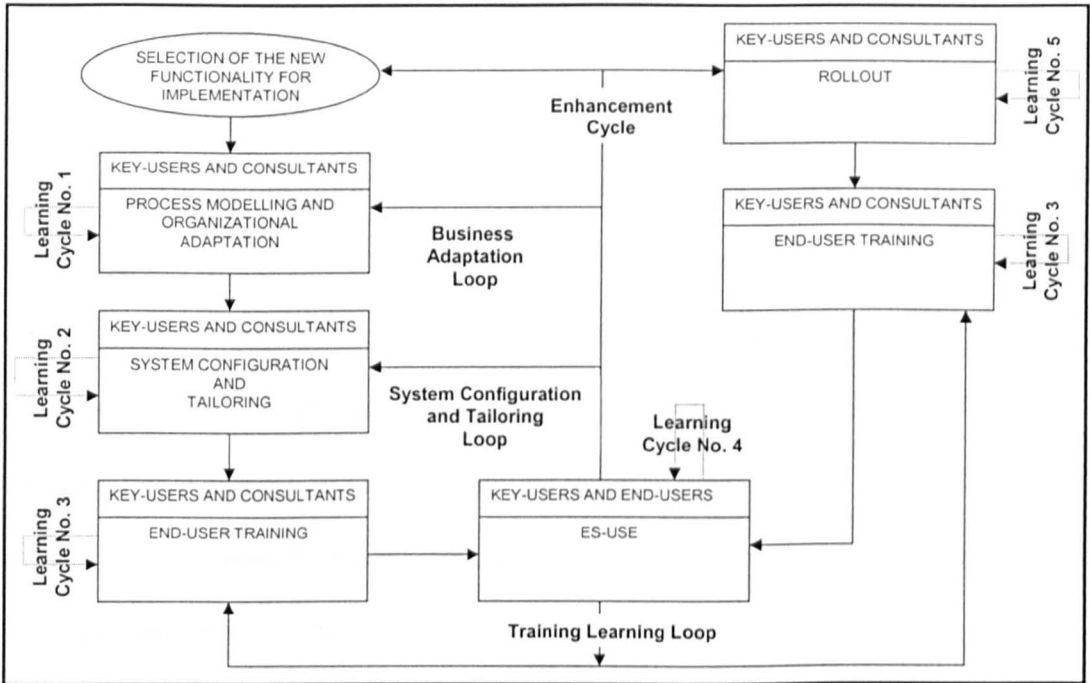 SELECTION OF THE NEW
FUNCTIONALITY FOR
IMPLEMENTATION
KEY-USERS AND CONSULTANTS
PROCESS MODELLING AND
ORGANIZATIONAL
ADAPTATION
Learning
Cycle No. 1
KEY-USERS AND CONSULTANTS
SYSTEM CONFIGURATION
AND
TAILORING
Learning
Cycle No. 2
KEY-USERS AND CONSULTANTS
END-USER TRAINING
Learning
Cycle No. 3
Enhancement
Cycle
Business
Adaptation
Loop
System Configuration
and Tailoring
Loop
Learning
Cycle No. 4
KEY-USERS AND END-USERS
ES-USE
Training Learning Loop
KEY-USERS AND CONSULTANTS
ROLLOUT
Learning
Cycle No. 5
KEY-USERS AND CONSULTANTS
END-USER TRAINING
Learning
Cycle No. 3